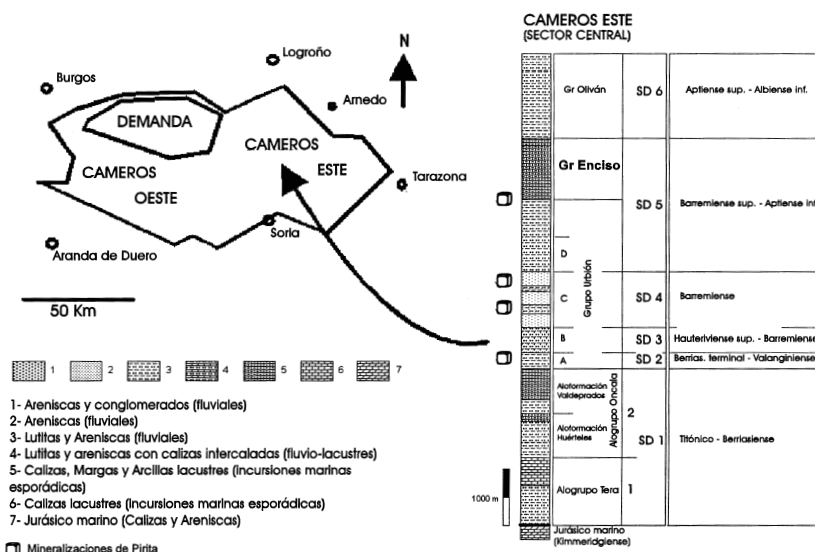 CAMEROS ESTE
(SECTOR CENTRAL)
Logroño
N
Burgos
Arnedo
DEMANDA
CAMEROS
ESTE
CAMEROS
OESTE
Tarazona
Soria
Aranda de Duero
50 Km
1
2
3
4
5
6
7
1- Areniscas y conglomerados (fluviales)
2- Areniscas (fluviales)
3- Lutitas y Areniscas (fluviales)
4- Lutitas y areniscas con calizas intercaladas (fluvio-lacustres)
5- Calizas, Margas y Arcillas lacustres (incursiones marinas
esporádicas)
6- Calizas lacustres (incursiones marinas esporádicas)
7- Jurásico marino (Calizas y Areniscas)
Mineralizaciones de Pirita
Gr Oliván
SD 6
Aptiense sup. - Albiense inf.
Gr Enciso
SD 5
Barremiense sup. - Aptiense inf
D
Grupo Urbión
C
SD 4
Barremiense
B
SD 3
Hauteriviense sup. - Barremiense
A
SD 2
Berrias. terminal - Valanginiense
Aloformación
Valdeprados
Aloformación
Huérteles
Alogrupo Oncala
2
SD 1
Titónico - Berriasiense
Alogrupo Tera
1
1000 m
Jurásico marino
(Kimmeridgiense)